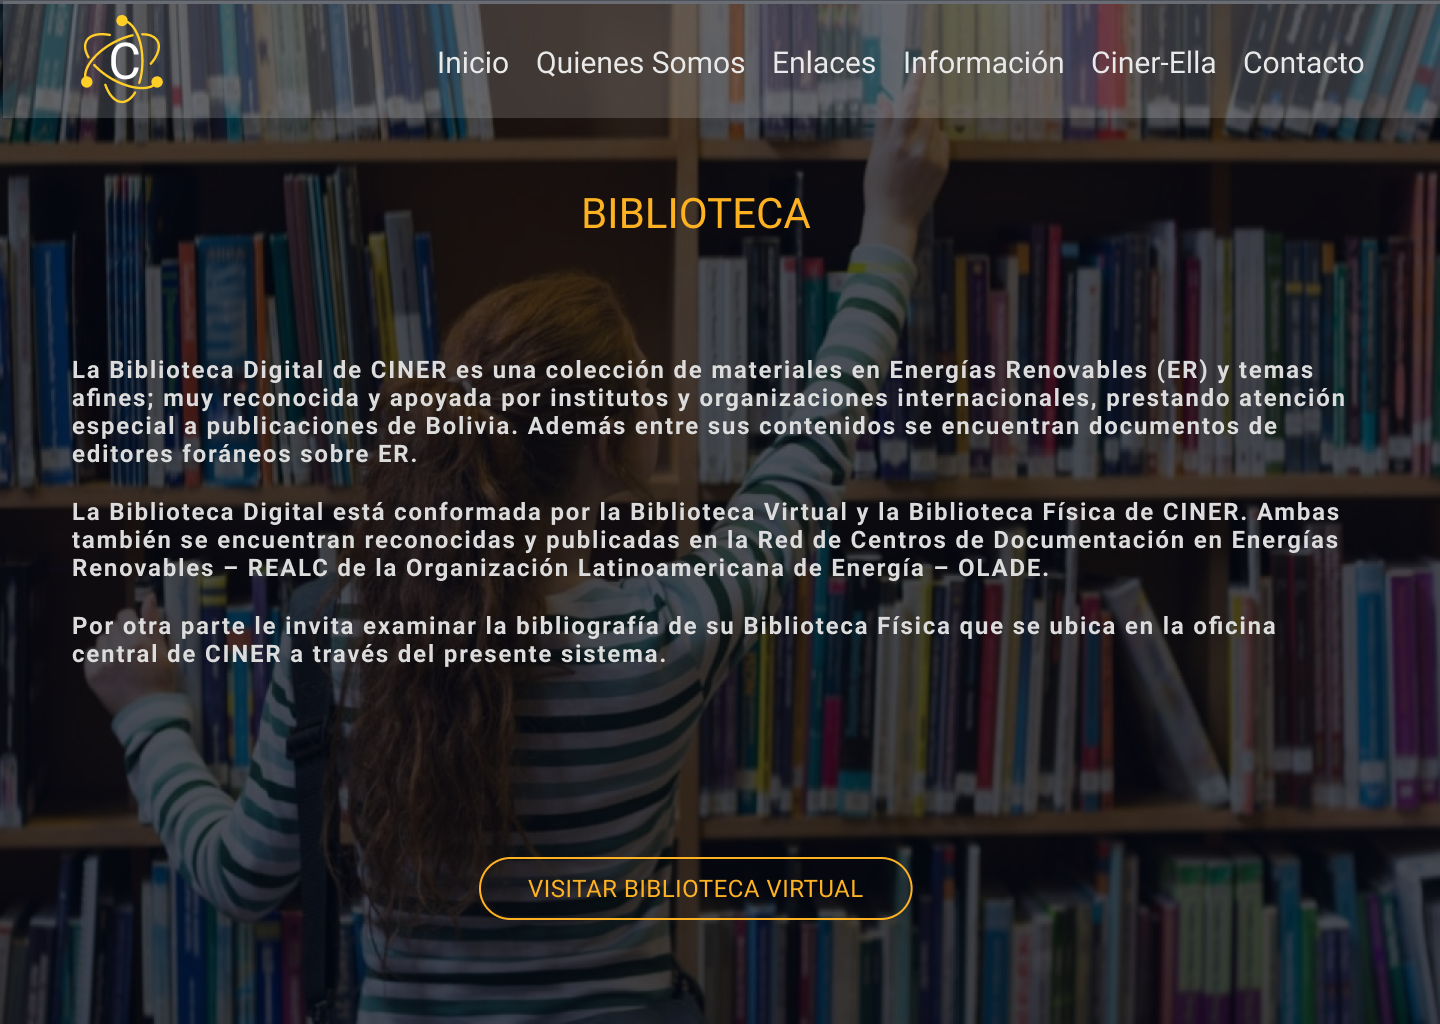 C
Inicio Quienes Somos Enlaces Información Ciner-Ella Contacto
BIBLIOTECA
La Biblioteca Digital de CINER es una colección de materiales en Energías Renovables (ER) y temas
afines; muy reconocida y apoyada por institutos y organizaciones internacionales, prestando atención
especial a publicaciones de Bolivia. Además entre sus contenidos se encuentran documentos de
editores foráneos sobre ER.
La Biblioteca Digital está conformada por la Biblioteca Virtual y la Biblioteca Física de CINER. Ambas
también se encuentran reconocidas y publicadas en la Red de Centros de Documentación en Energías
Renovables – REALC de la Organización Latinoamericana de Energía – OLADE.
Por otra parte le invita examinar la bibliografía de su Biblioteca Física que se ubica en la oficina
central de CINER a través del presente sistema.
VISITAR BIBLIOTECA VIRTUAL